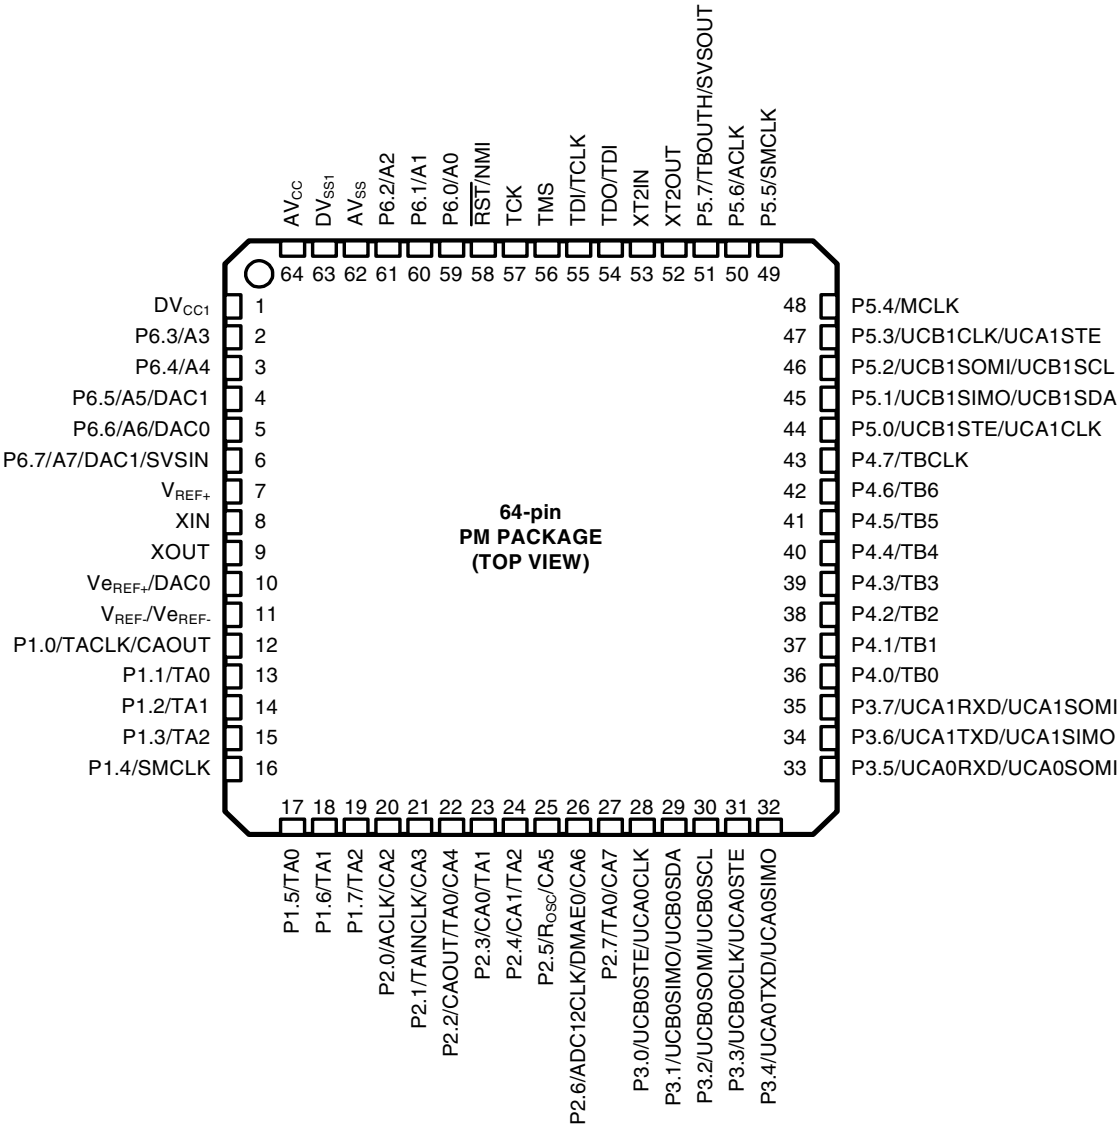 P5.7/TBOUTH/SVSOUT
AVCC
DVSS1
AVSS
P6.2/A2
P6.1/A1
P6.0/A0
RST/NMI
TCK
TMS
TDI/TCLK
TDO/TDI
XT2IN
XT2OUT
P5.6/ACLK
P5.5/SMCLK
64 63 62 61 60 59 58 57 56 55 54 53 52 51 50 49
DVCC1 1
P6.3/A3 2
P6.4/A4 3
P6.5/A5/DAC1 4
P6.6/A6/DAC0 5
P6.7/A7/DAC1/SVSIN 6
VREF+ 7
XIN 8
XOUT 9
VeREF+/DAC0 10
VREF-/VeREF- 11
P1.0/TACLK/CAOUT 12
P1.1/TA0 13
P1.2/TA1 14
P1.3/TA2 15
P1.4/SMCLK 16
64-pin
PM PACKAGE
(TOP VIEW)
48 P5.4/MCLK
47 P5.3/UCB1CLK/UCA1STE
46 P5.2/UCB1SOMI/UCB1SCL
45 P5.1/UCB1SIMO/UCB1SDA
44 P5.0/UCB1STE/UCA1CLK
43 P4.7/TBCLK
42 P4.6/TB6
41 P4.5/TB5
40 P4.4/TB4
39 P4.3/TB3
38 P4.2/TB2
37 P4.1/TB1
36 P4.0/TB0
35 P3.7/UCA1RXD/UCA1SOMI
34 P3.6/UCA1TXD/UCA1SIMO
33 P3.5/UCA0RXD/UCA0SOMI
17 18 19 20 21 22 23 24 25 26 27 28 29 30 31 32
P1.5/TA0
P1.6/TA1
P1.7/TA2
P2.0/ACLK/CA2
P2.1/TAINCLK/CA3
P2.2/CAOUT/TA0/CA4
P2.3/CA0/TA1
P2.4/CA1/TA2
P2.5/ROSC/CA5
P2.6/ADC12CLK/DMAE0/CA6
P2.7/TA0/CA7
P3.0/UCB0STE/UCA0CLK
P3.1/UCB0SIMO/UCB0SDA
P3.2/UCB0SOMI/UCB0SCL
P3.3/UCB0CLK/UCA0STE
P3.4/UCA0TXD/UCA0SIMO